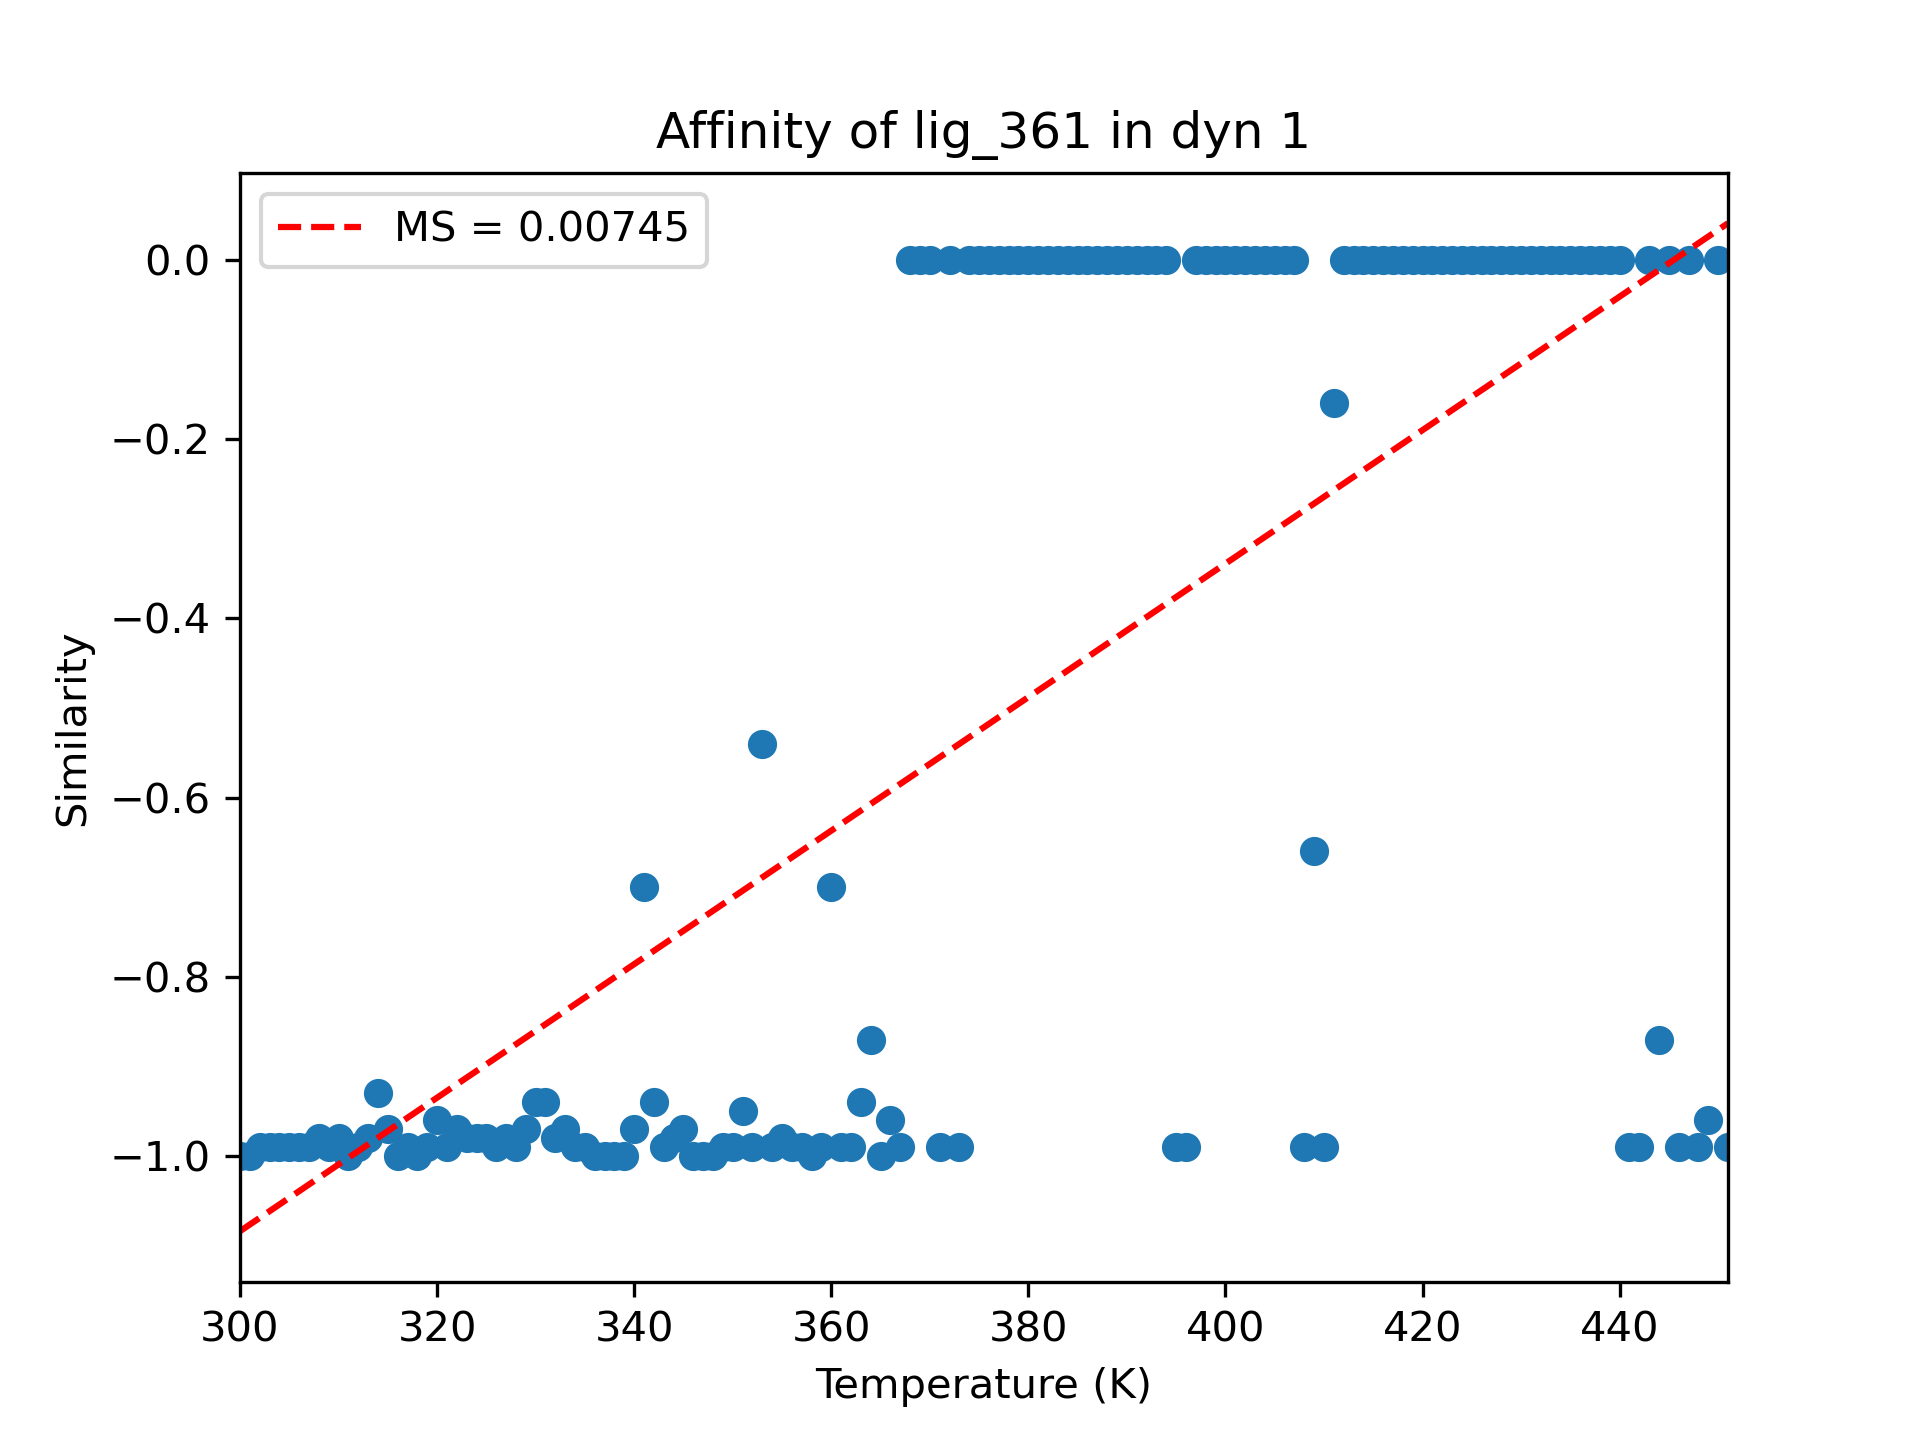 Affinity of lig_361 in dyn 1
MS = 0.00745
0.0
−0.2
−0.4
−0.6
−0.8
−1.0
Similarity
300 320 340 360 380 400 420 440
Temperature (K)